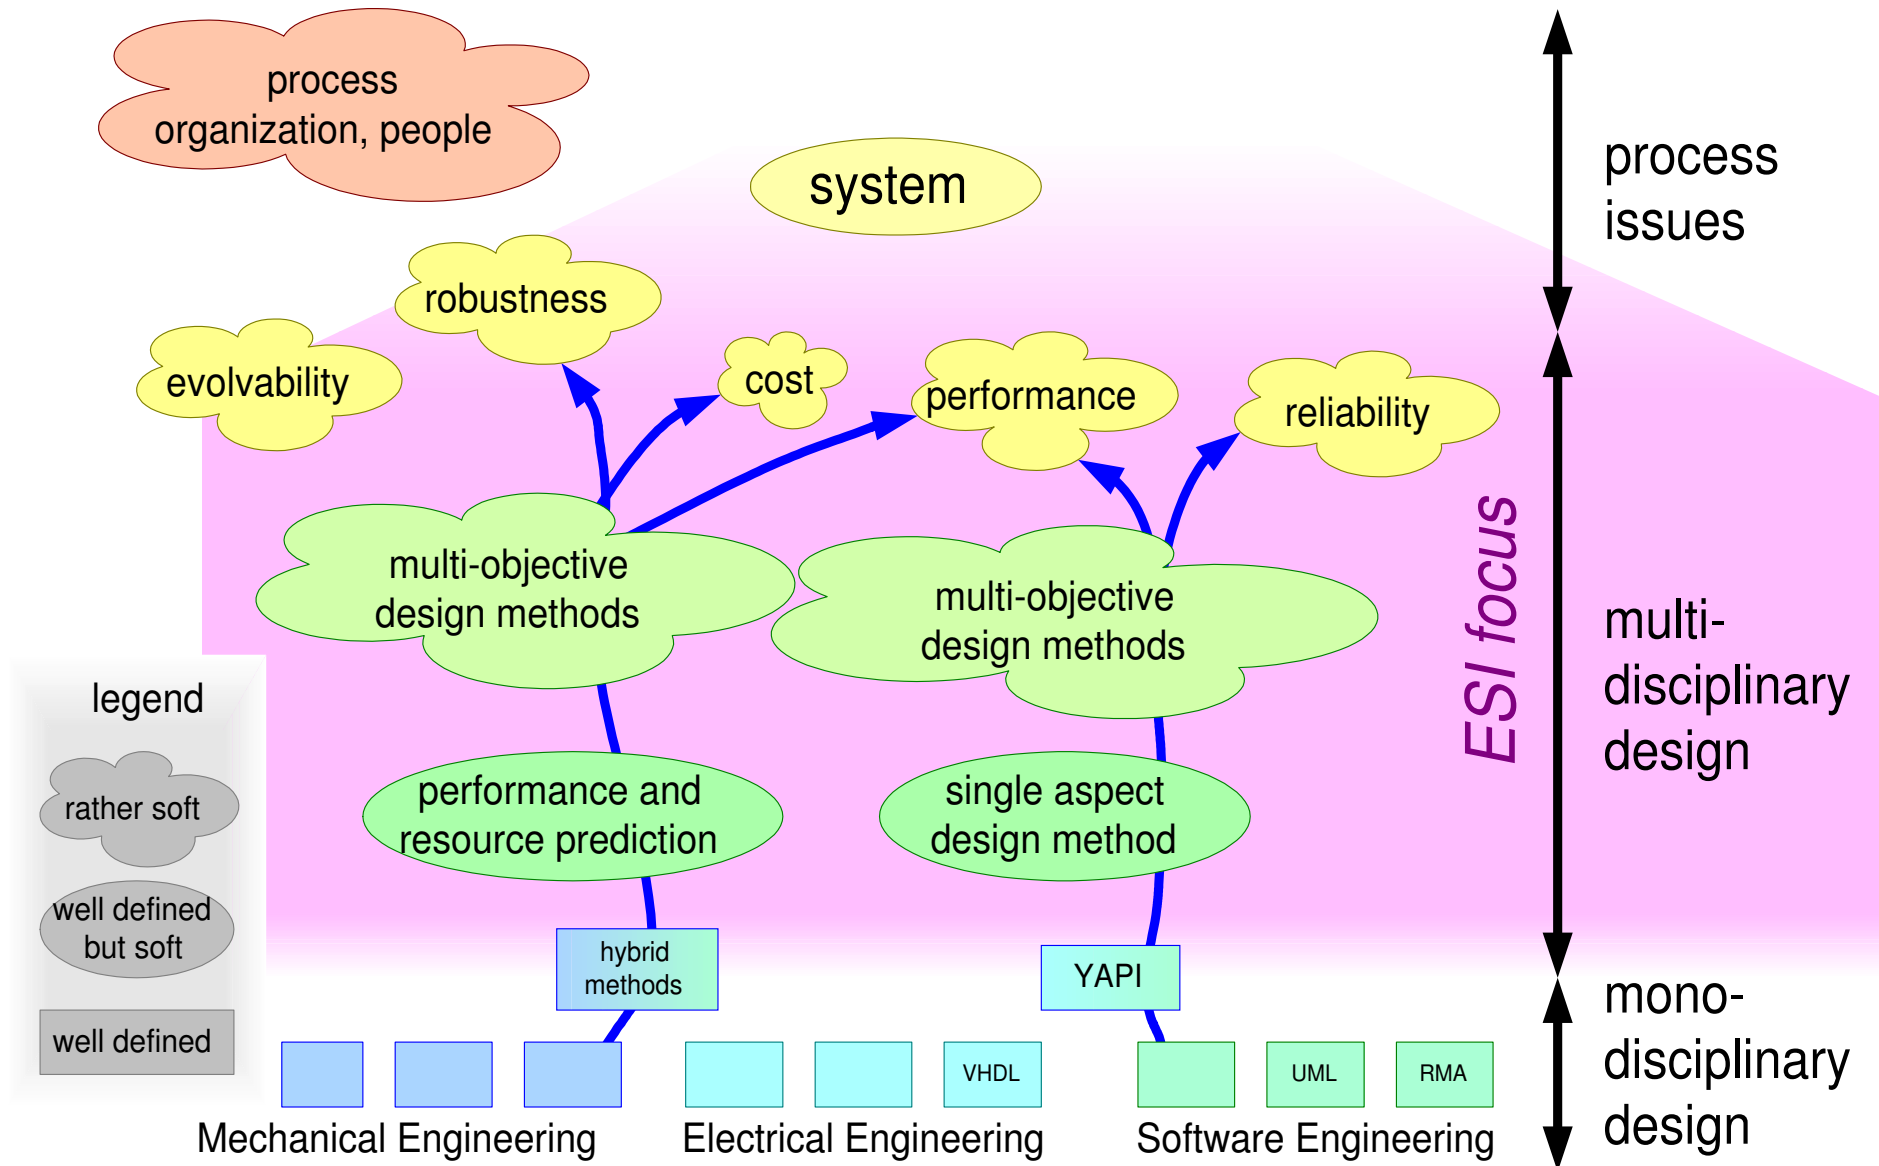 process
organization, people
system
process
issues
robustness
evolvability
cost
performance
reliability
multi-objective
design methods
multi-objective
design methods
ESI focus
multi-
disciplinary
design
legend
rather soft
well defined
but soft
well defined
performance and
resource prediction
single aspect
design method
hybrid
methods
YAPI
mono-
disciplinary
design
VHDL
UML
RMA
Mechanical Engineering
Electrical Engineering
Software Engineering